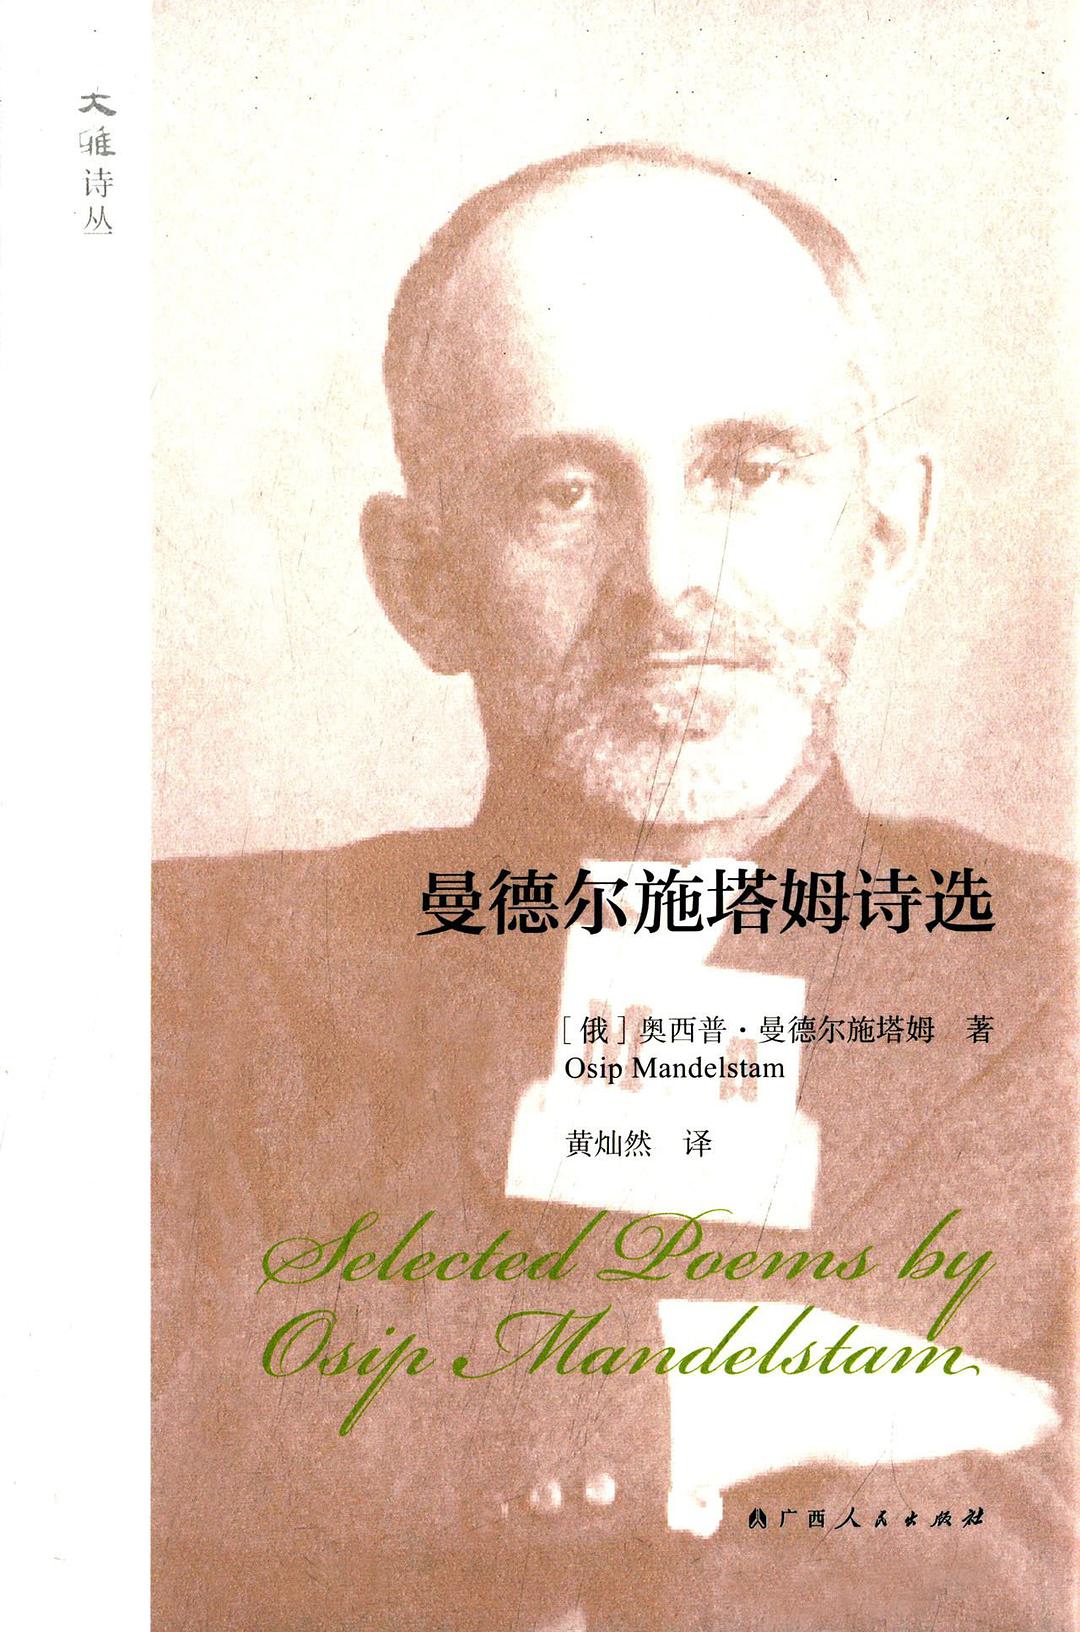 大雅诗丛
曼德尔施塔姆诗选
[俄]奥西普·曼德尔施塔姆 著
Osip Mandelstam
黄灿然 译
Selected Poems by
Osip Mandelstam
广西人民出版社